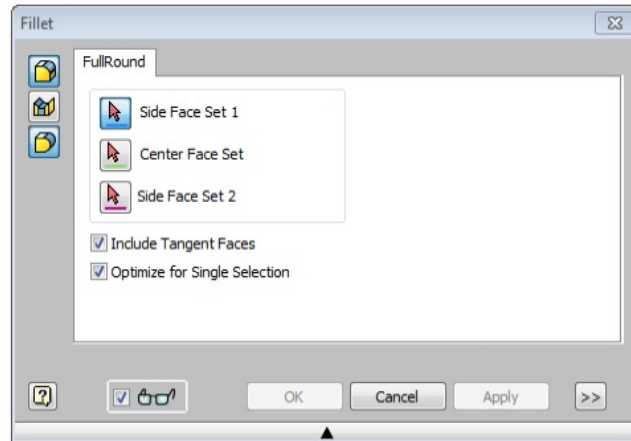 Fillet
FullRound
Side Face Set 1
Center Face Set
Side Face Set 2
Include Tangent Faces
Optimize for Single Selection
?
OK
Cancel
Apply
>>